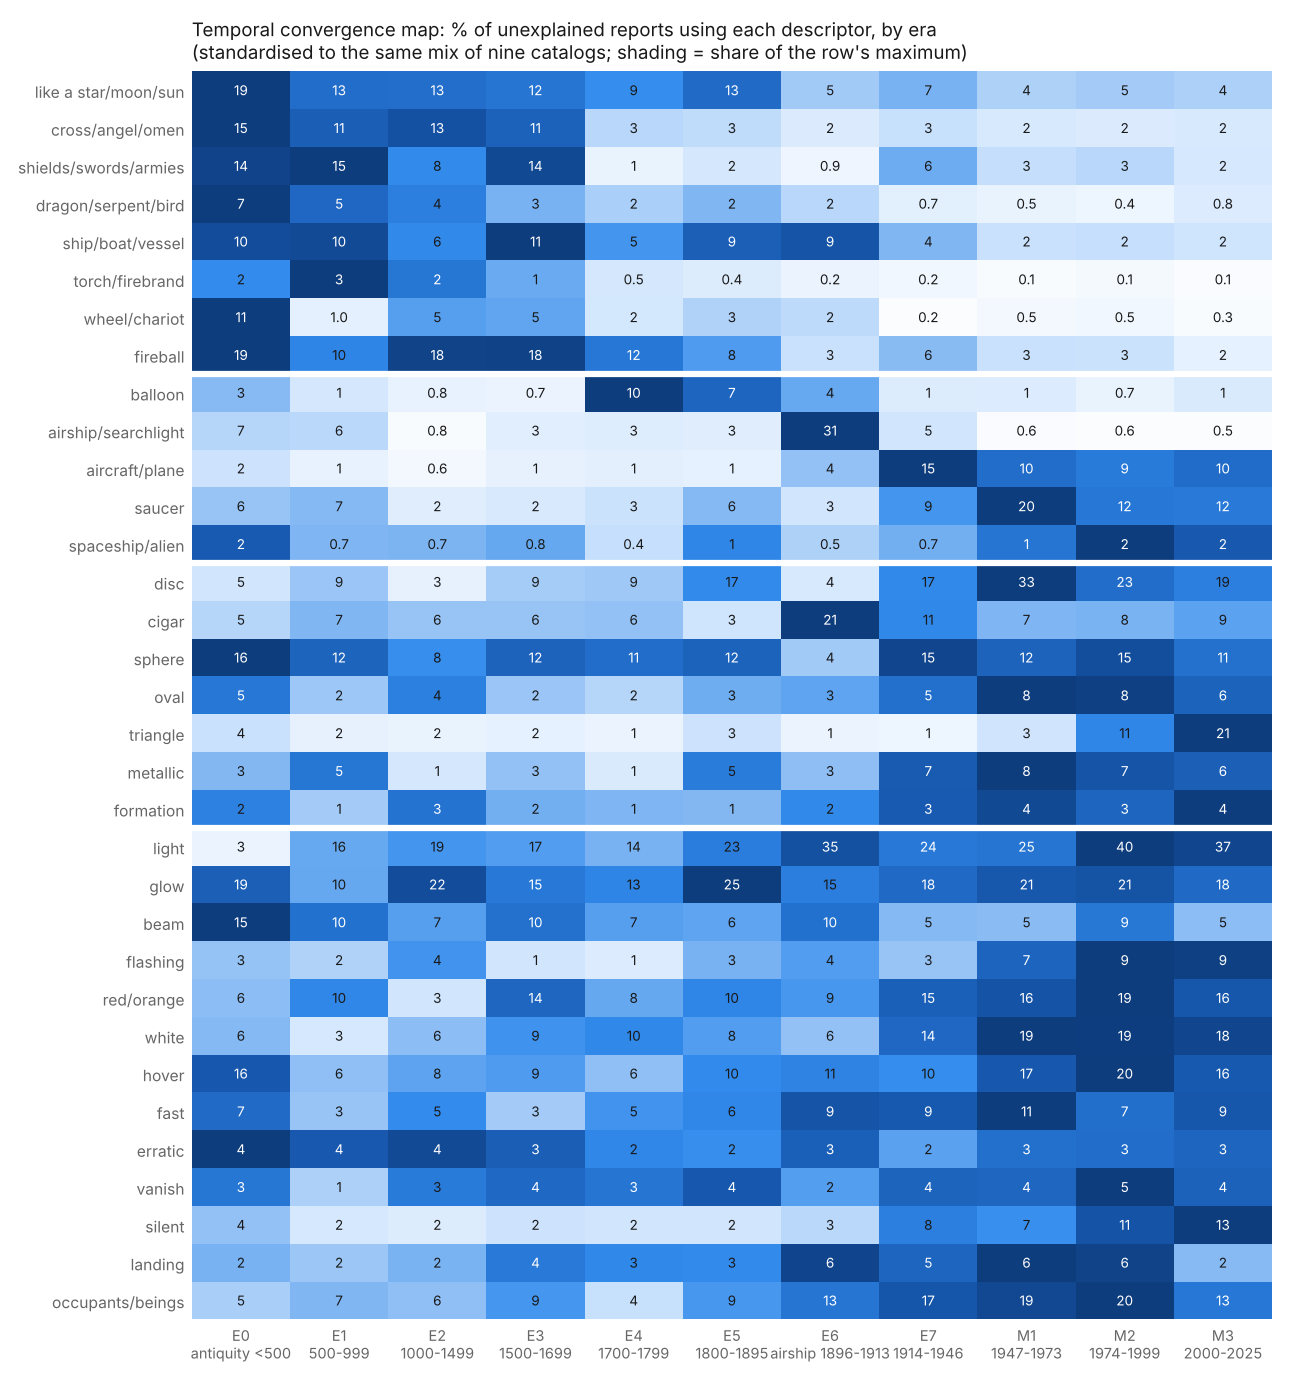 Temporal convergence map: % of unexplained reports using each descriptor, by era
(standardised to the same mix of nine catalogs; shading = share of the row's maximum)
like a star/moon/sun 19 13 13 12 9 13 5 7 4 5 4
cross/angel/omen 15 11 13 11 3 3 2 3 2 2 2
shields/swords/armies 14 15 8 14 1 2 0.9 6 3 3 2
dragon/serpent/bird 7 5 4 3 2 2 2 0.7 0.5 0.4 0.8
ship/boat/vessel 10 10 6 11 5 9 9 4 2 2 2
torch/firebrand 2 3 2 1 0.5 0.4 0.2 0.2 0.1 0.1 0.1
wheel/chariot 11 1.0 5 5 2 3 2 0.2 0.5 0.5 0.3
fireball 19 10 18 18 12 8 3 6 3 3 2
balloon 3 1 0.8 0.7 10 7 4 1 1 0.7 1
airship/searchlight 7 6 0.8 3 3 3 31 5 0.6 0.6 0.5
aircraft/plane 2 1 0.6 1 1 1 4 15 10 9 10
saucer 6 7 2 2 3 6 3 9 20 12 12
spaceship/alien 2 0.7 0.7 0.8 0.4 1 0.5 0.7 1 2 2
disc 5 9 3 9 9 17 4 17 33 23 19
cigar 5 7 6 6 6 3 21 11 7 8 9
sphere 16 12 8 12 11 12 4 15 12 15 11
oval 5 2 4 2 2 3 3 5 8 8 6
triangle 4 2 2 2 1 3 1 1 3 11 21
metallic 3 5 1 3 1 5 3 7 8 7 6
formation 2 1 3 2 1 1 2 3 4 3 4
light 3 16 19 17 14 23 35 24 25 40 37
glow 19 10 22 15 13 25 15 18 21 21 18
beam 15 10 7 10 7 6 10 5 5 9 5
flashing 3 2 4 1 1 3 4 3 7 9 9
red/orange 6 10 3 14 8 10 9 15 16 19 16
white 6 3 6 9 10 8 6 14 19 19 18
hover 16 6 8 9 6 10 11 10 17 20 16
fast 7 3 5 3 5 6 9 9 11 7 9
erratic 4 4 4 3 2 2 3 2 3 3 3
vanish 3 1 3 4 3 4 2 4 4 5 4
silent 4 2 2 2 2 2 3 8 7 11 13
landing 2 2 2 4 3 3 6 5 6 6 2
occupants/beings 5 7 6 9 4 9 13 17 19 20 13
E0 E1 E2 E3 E4 E5 E6 E7 M1 M2 M3
antiquity <500 500-999 1000-1499 1500-1699 1700-1799 1800-1895 airship 1896-1913 1914-1946 1947-1973 1974-1999 2000-2025